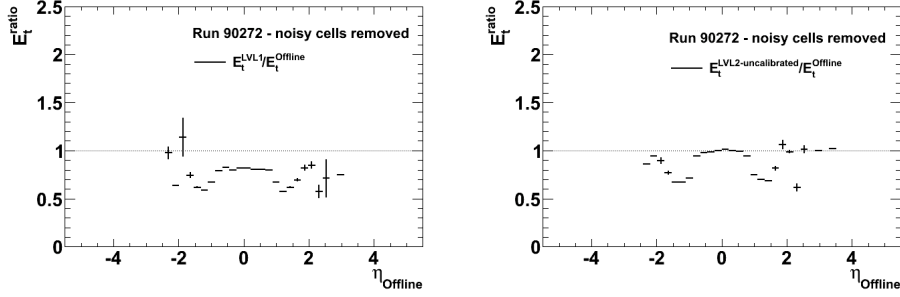 E_t^ratio
2.5
2
1.5
1
0.5
0
Run 90272 - noisy cells removed
E_t^LVL1/E_t^Offline
-4 -2 0 2 4
η_Offline
E_t^ratio
2.5
2
1.5
1
0.5
0
Run 90272 - noisy cells removed
E_t^LVL2-uncalibrated/E_t^Offline
-4 -2 0 2 4
η_Offline